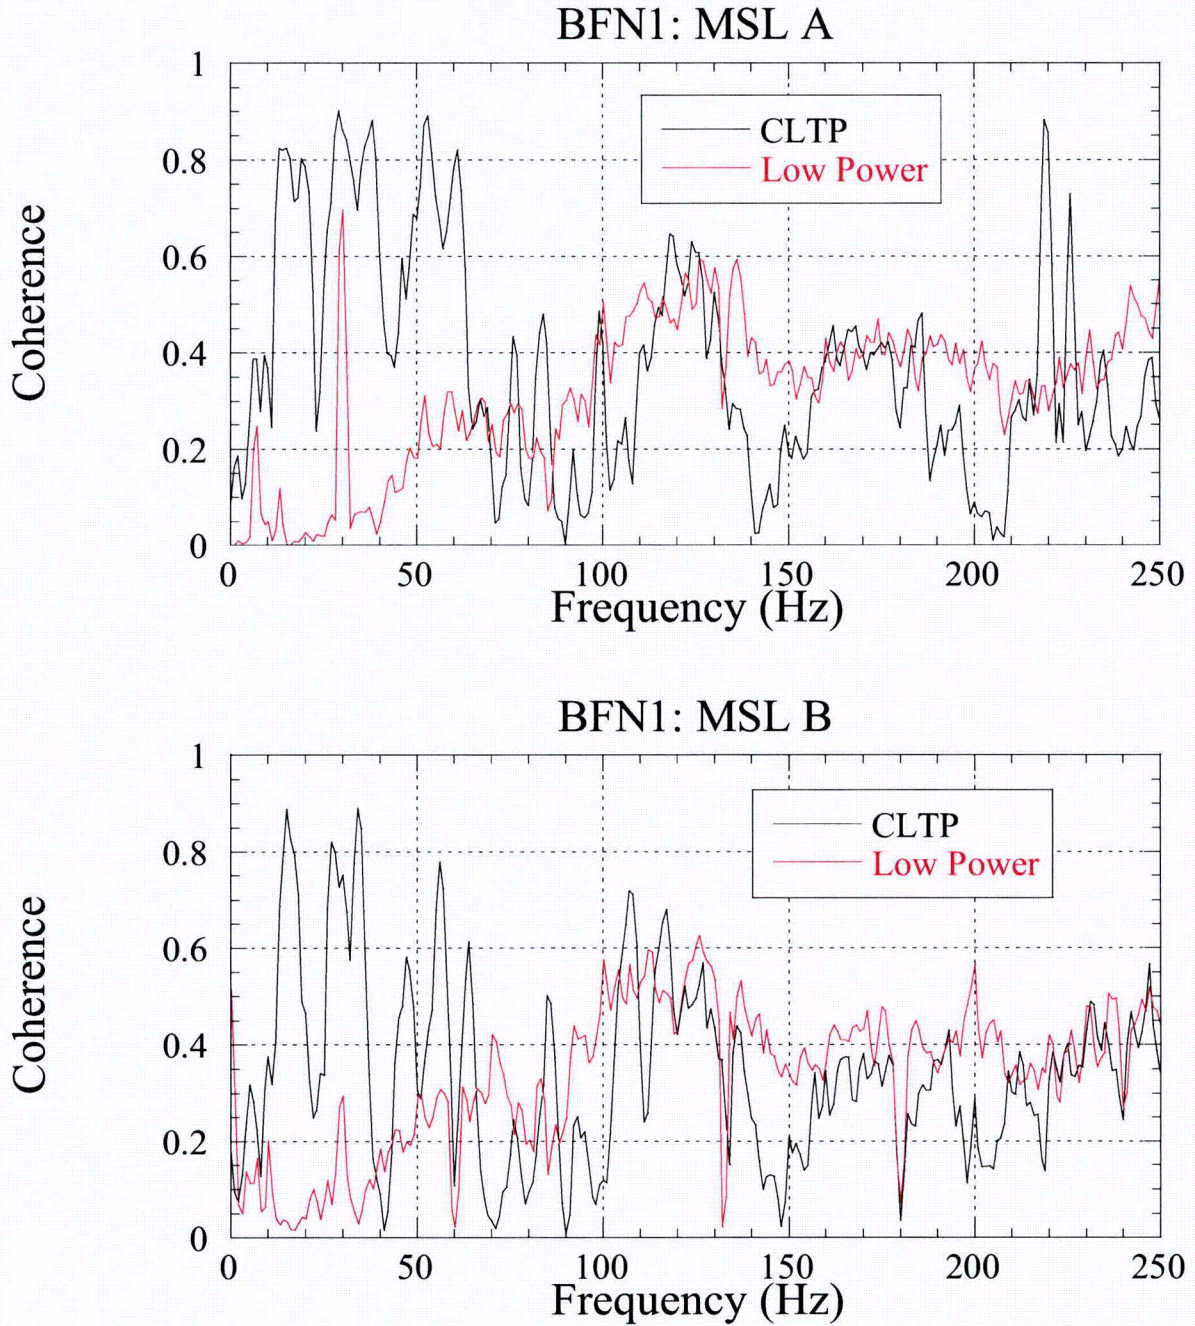 BFN1: MSL A
1
0.8
0.6
0.4
0.2
0
Coherence
CLTP
Low Power
0 50 100 150 200 250
Frequency (Hz)
BFN1: MSL B
1
0.8
0.6
0.4
0.2
0
Coherence
CLTP
Low Power
0 50 100 150 200 250
Frequency (Hz)